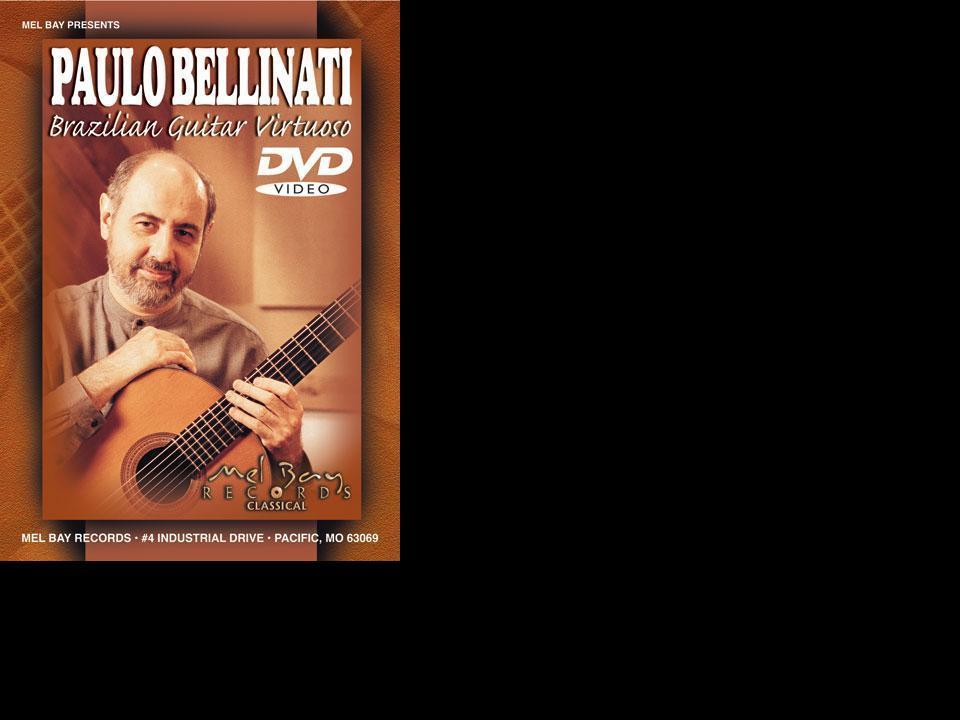 MEL BAY PRESENTS
PAULO BELLINATI
Brazilian Guitar Virtuoso
DVD
VIDEO
Mel Bay
RECORDS
CLASSICAL
MEL BAY RECORDS • #4 INDUSTRIAL DRIVE • PACIFIC, MO 63069